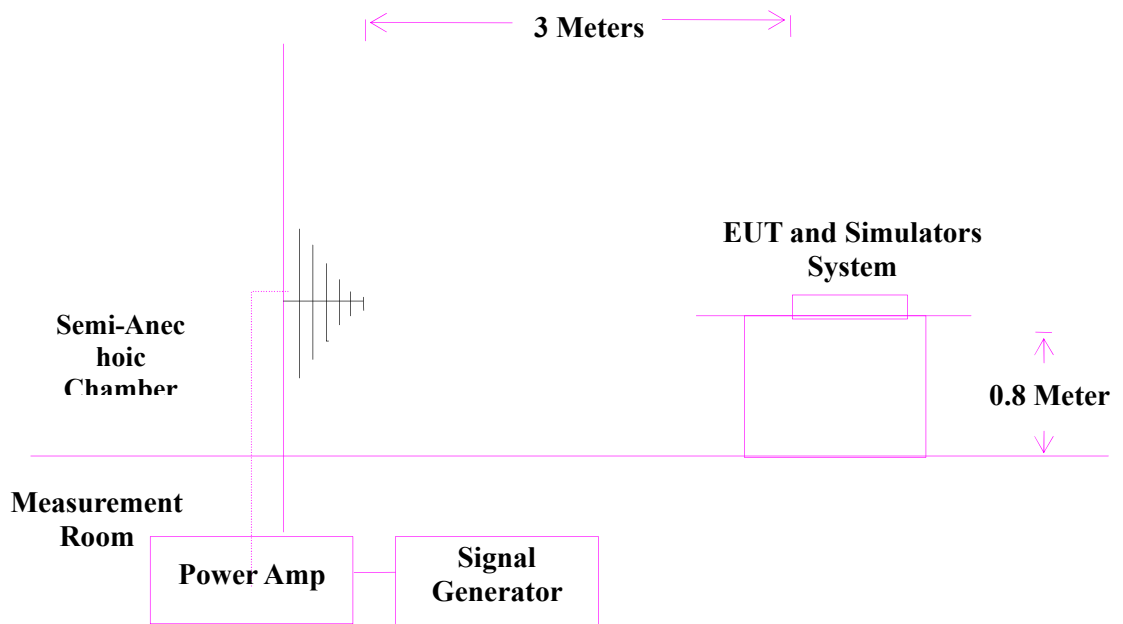 3 Meters
EUT and Simulators
System
Semi-Anec
hoic
Chamber
0.8 Meter
Measurement
Room
Power Amp
Signal
Generator